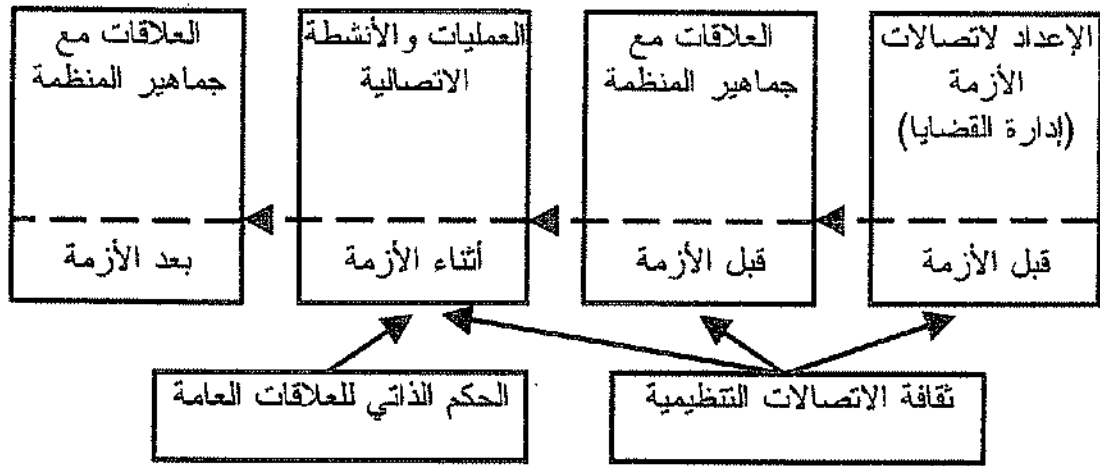 الإعداد لاتصالات
الأزمة
(إدارة القضايا)
قبل الأزمة
العلاقات مع
جماهير المنظمة
قبل الأزمة
العمليات والأنشطة
الاتصالية
أثناء الأزمة
العلاقات مع
جماهير المنظمة
بعد الأزمة
ثقافة الاتصالات التنظيمية
الحكم الذاتي للعلاقات العامة